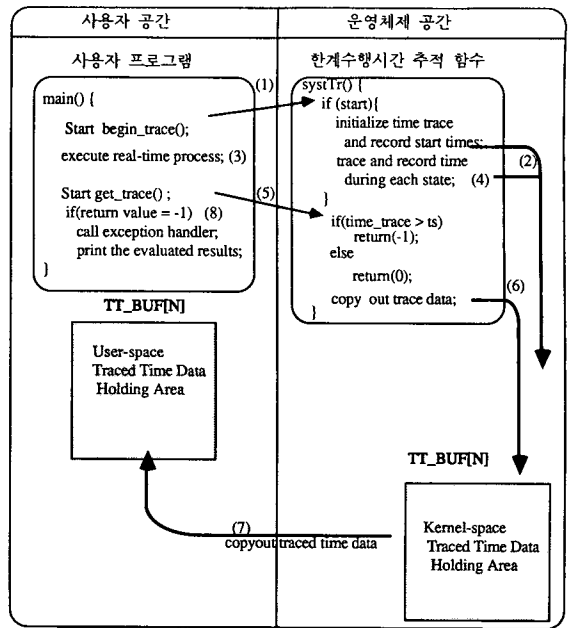 사용자 공간
운영체제 공간
사용자 프로그램
한계수행시간 추적 함수
main() {
Start begin_trace();
execute real-time process; (3)
Start get_trace() ;
if(return value = -1) (8)
call exception handler;
print the evaluated results;
}
(1)
(5)
systTr() {
if (start){
initialize time trace
and record start times;
trace and record time (2)
during each state; (4)
}
if(time_trace > ts)
return(-1);
else
return(0);
copy out trace data; (6)
}
TT_BUF[N]
User-space
Traced Time Data
Holding Area
TT_BUF[N]
Kernel-space
Traced Time Data
Holding Area
(7)
copyout traced time data